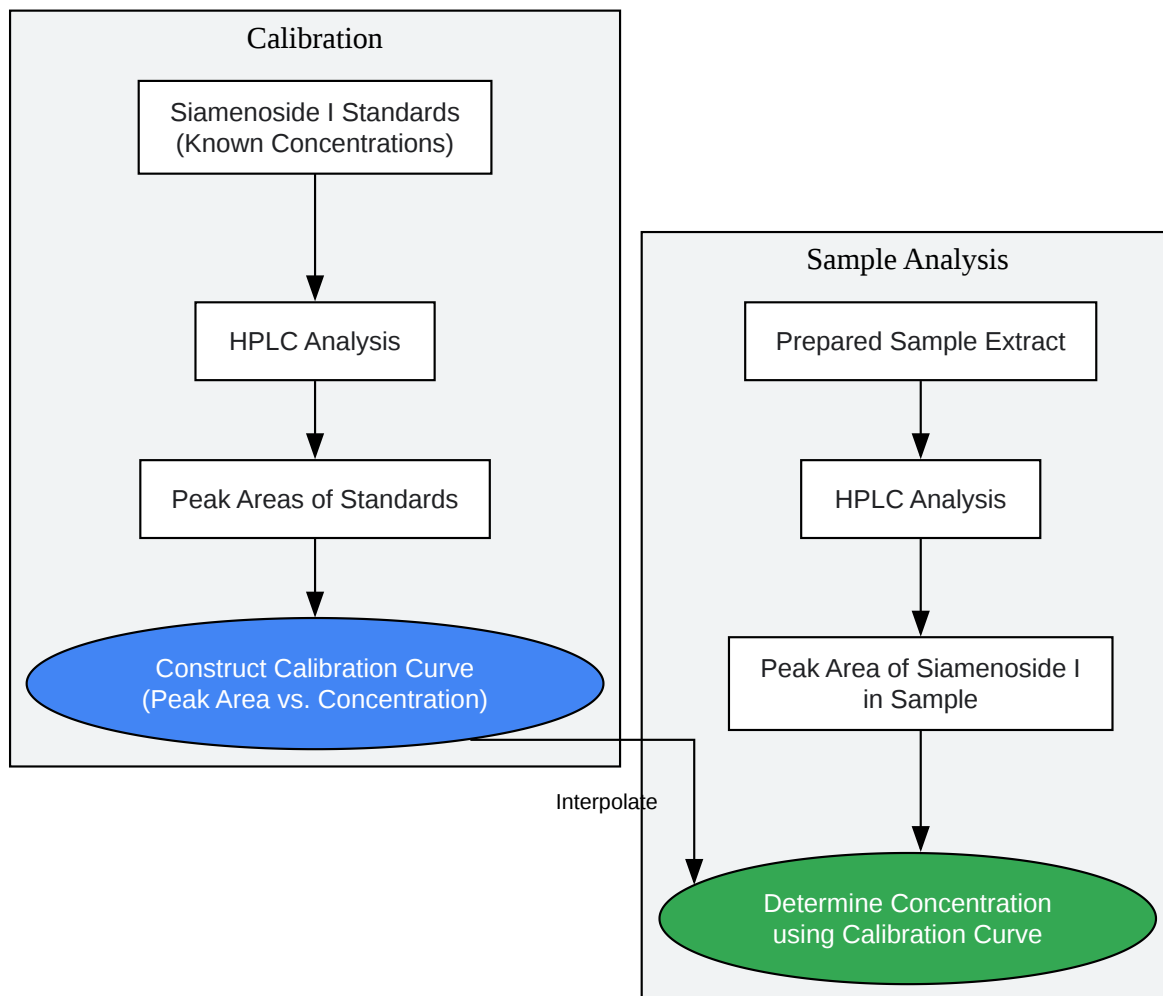 Calibration
Siamenoside I Standards
(Known Concentrations)
HPLC Analysis
Peak Areas of Standards
Construct Calibration Curve
(Peak Area vs. Concentration)
Interpolate
Sample Analysis
Prepared Sample Extract
HPLC Analysis
Peak Area of Siamenoside I
in Sample
Determine Concentration
using Calibration Curve